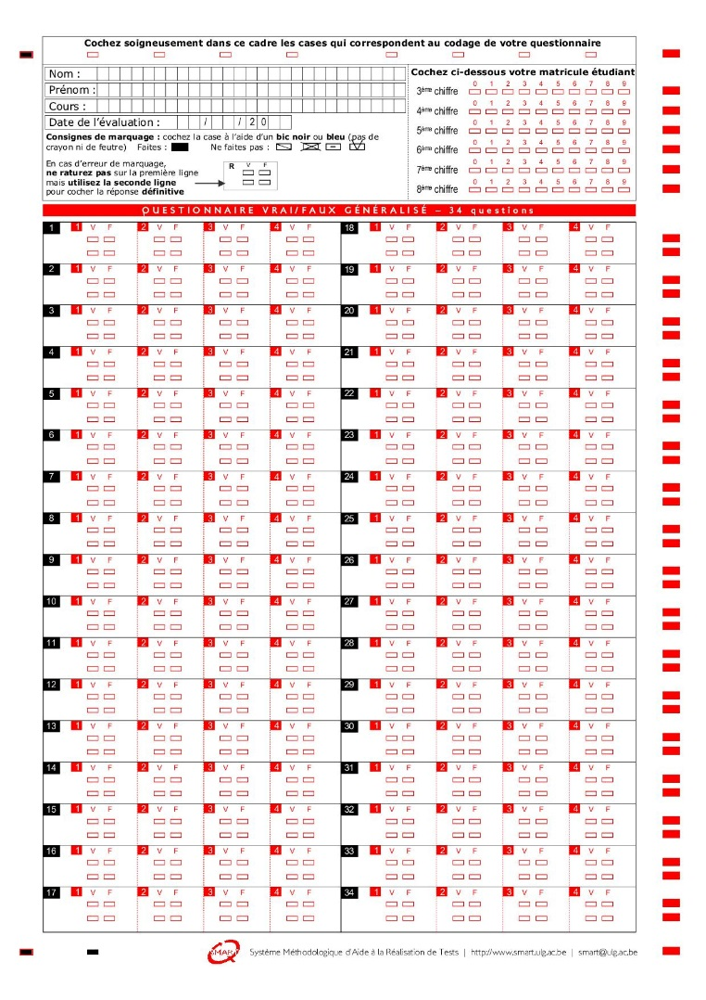 Cochez soigneusement dans ce cadre les cases qui correspondent au codage de votre questionnaire
Nom :
Prénom :
Cours :
Date de l'évaluation : / / 2 0
Consignes de marquage : cochez la case à l'aide d'un bic noir ou bleu (pas de
crayon ni de feutre) Faites : Ne faites pas :
En cas d'erreur de marquage,
ne raturez pas sur la première ligne
mais utilisez la seconde ligne
pour cocher la réponse définitive
R V F
Cochez ci-dessous votre matricule étudiant
0 1 2 3 4 5 6 7 8 9
3ème chiffre
0 1 2 3 4 5 6 7 8 9
4ème chiffre
0 1 2 3 4 5 6 7 8 9
5ème chiffre
0 1 2 3 4 5 6 7 8 9
6ème chiffre
0 1 2 3 4 5 6 7 8 9
7ème chiffre
0 1 2 3 4 5 6 7 8 9
8ème chiffre
QUESTIONNAIRE VRAI/FAUX GÉNÉRALISÉ – 34 questions
1 1 V F 2 V F 3 V F 4 V F 18 1 V F 2 V F 3 V F 4 V F
2 1 V F 2 V F 3 V F 4 V F 19 1 V F 2 V F 3 V F 4 V F
3 1 V F 2 V F 3 V F 4 V F 20 1 V F 2 V F 3 V F 4 V F
4 1 V F 2 V F 3 V F 4 V F 21 1 V F 2 V F 3 V F 4 V F
5 1 V F 2 V F 3 V F 4 V F 22 1 V F 2 V F 3 V F 4 V F
6 1 V F 2 V F 3 V F 4 V F 23 1 V F 2 V F 3 V F 4 V F
7 1 V F 2 V F 3 V F 4 V F 24 1 V F 2 V F 3 V F 4 V F
8 1 V F 2 V F 3 V F 4 V F 25 1 V F 2 V F 3 V F 4 V F
9 1 V F 2 V F 3 V F 4 V F 26 1 V F 2 V F 3 V F 4 V F
10 1 V F 2 V F 3 V F 4 V F 27 1 V F 2 V F 3 V F 4 V F
11 1 V F 2 V F 3 V F 4 V F 28 1 V F 2 V F 3 V F 4 V F
12 1 V F 2 V F 3 V F 4 V F 29 1 V F 2 V F 3 V F 4 V F
13 1 V F 2 V F 3 V F 4 V F 30 1 V F 2 V F 3 V F 4 V F
14 1 V F 2 V F 3 V F 4 V F 31 1 V F 2 V F 3 V F 4 V F
15 1 V F 2 V F 3 V F 4 V F 32 1 V F 2 V F 3 V F 4 V F
16 1 V F 2 V F 3 V F 4 V F 33 1 V F 2 V F 3 V F 4 V F
17 1 V F 2 V F 3 V F 4 V F 34 1 V F 2 V F 3 V F 4 V F
SMART Système Méthodologique d'Aide à la Réalisation de Tests | http://www.smart.ulg.ac.be | smart@ulg.ac.be